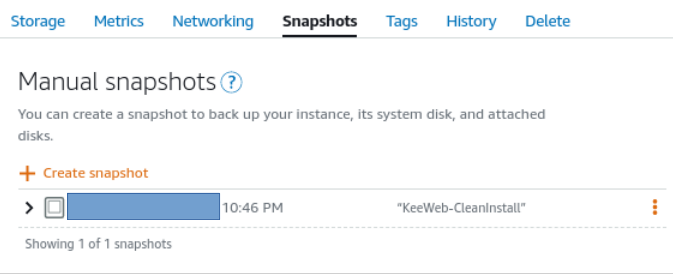 Storage Metrics Networking Snapshots Tags History Delete
Manual snapshots ?
You can create a snapshot to back up your instance, its system disk, and attached
disks.
+ Create snapshot
10:46 PM “KeeWeb-CleanInstall”
Showing 1 of 1 snapshots